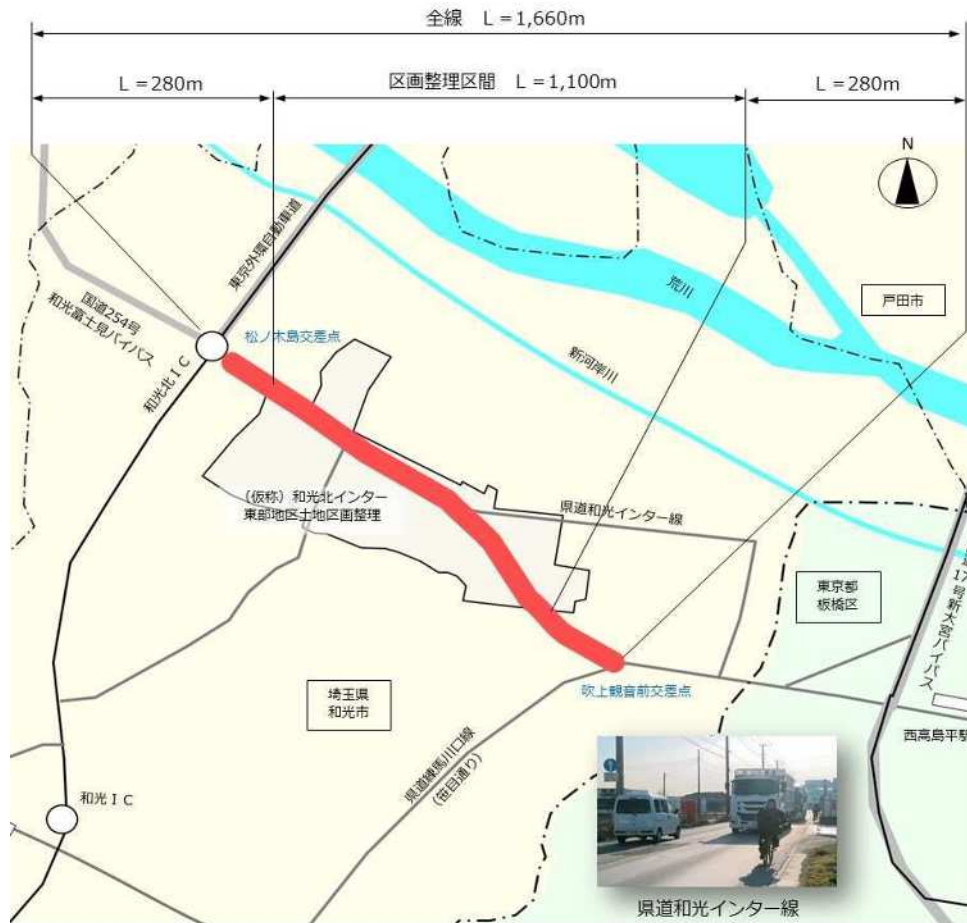 全線 L＝1,660m
L＝280m
区画整理区間 L＝1,100m
L＝280m
N
東京外環自動車道
荒川
戸田市
国道254号
和光富士見バイパス
松ノ木島交差点
新河岸川
和光北ＩＣ
（仮称）和光北インター
東部地区土地区画整理
県道和光インター線
東京都
板橋区
17号新大宮バイパス
埼玉県
和光市
吹上観音前交差点
西高島平駅
県道練馬川口線
（笹目通り）
和光ＩＣ
県道和光インター線